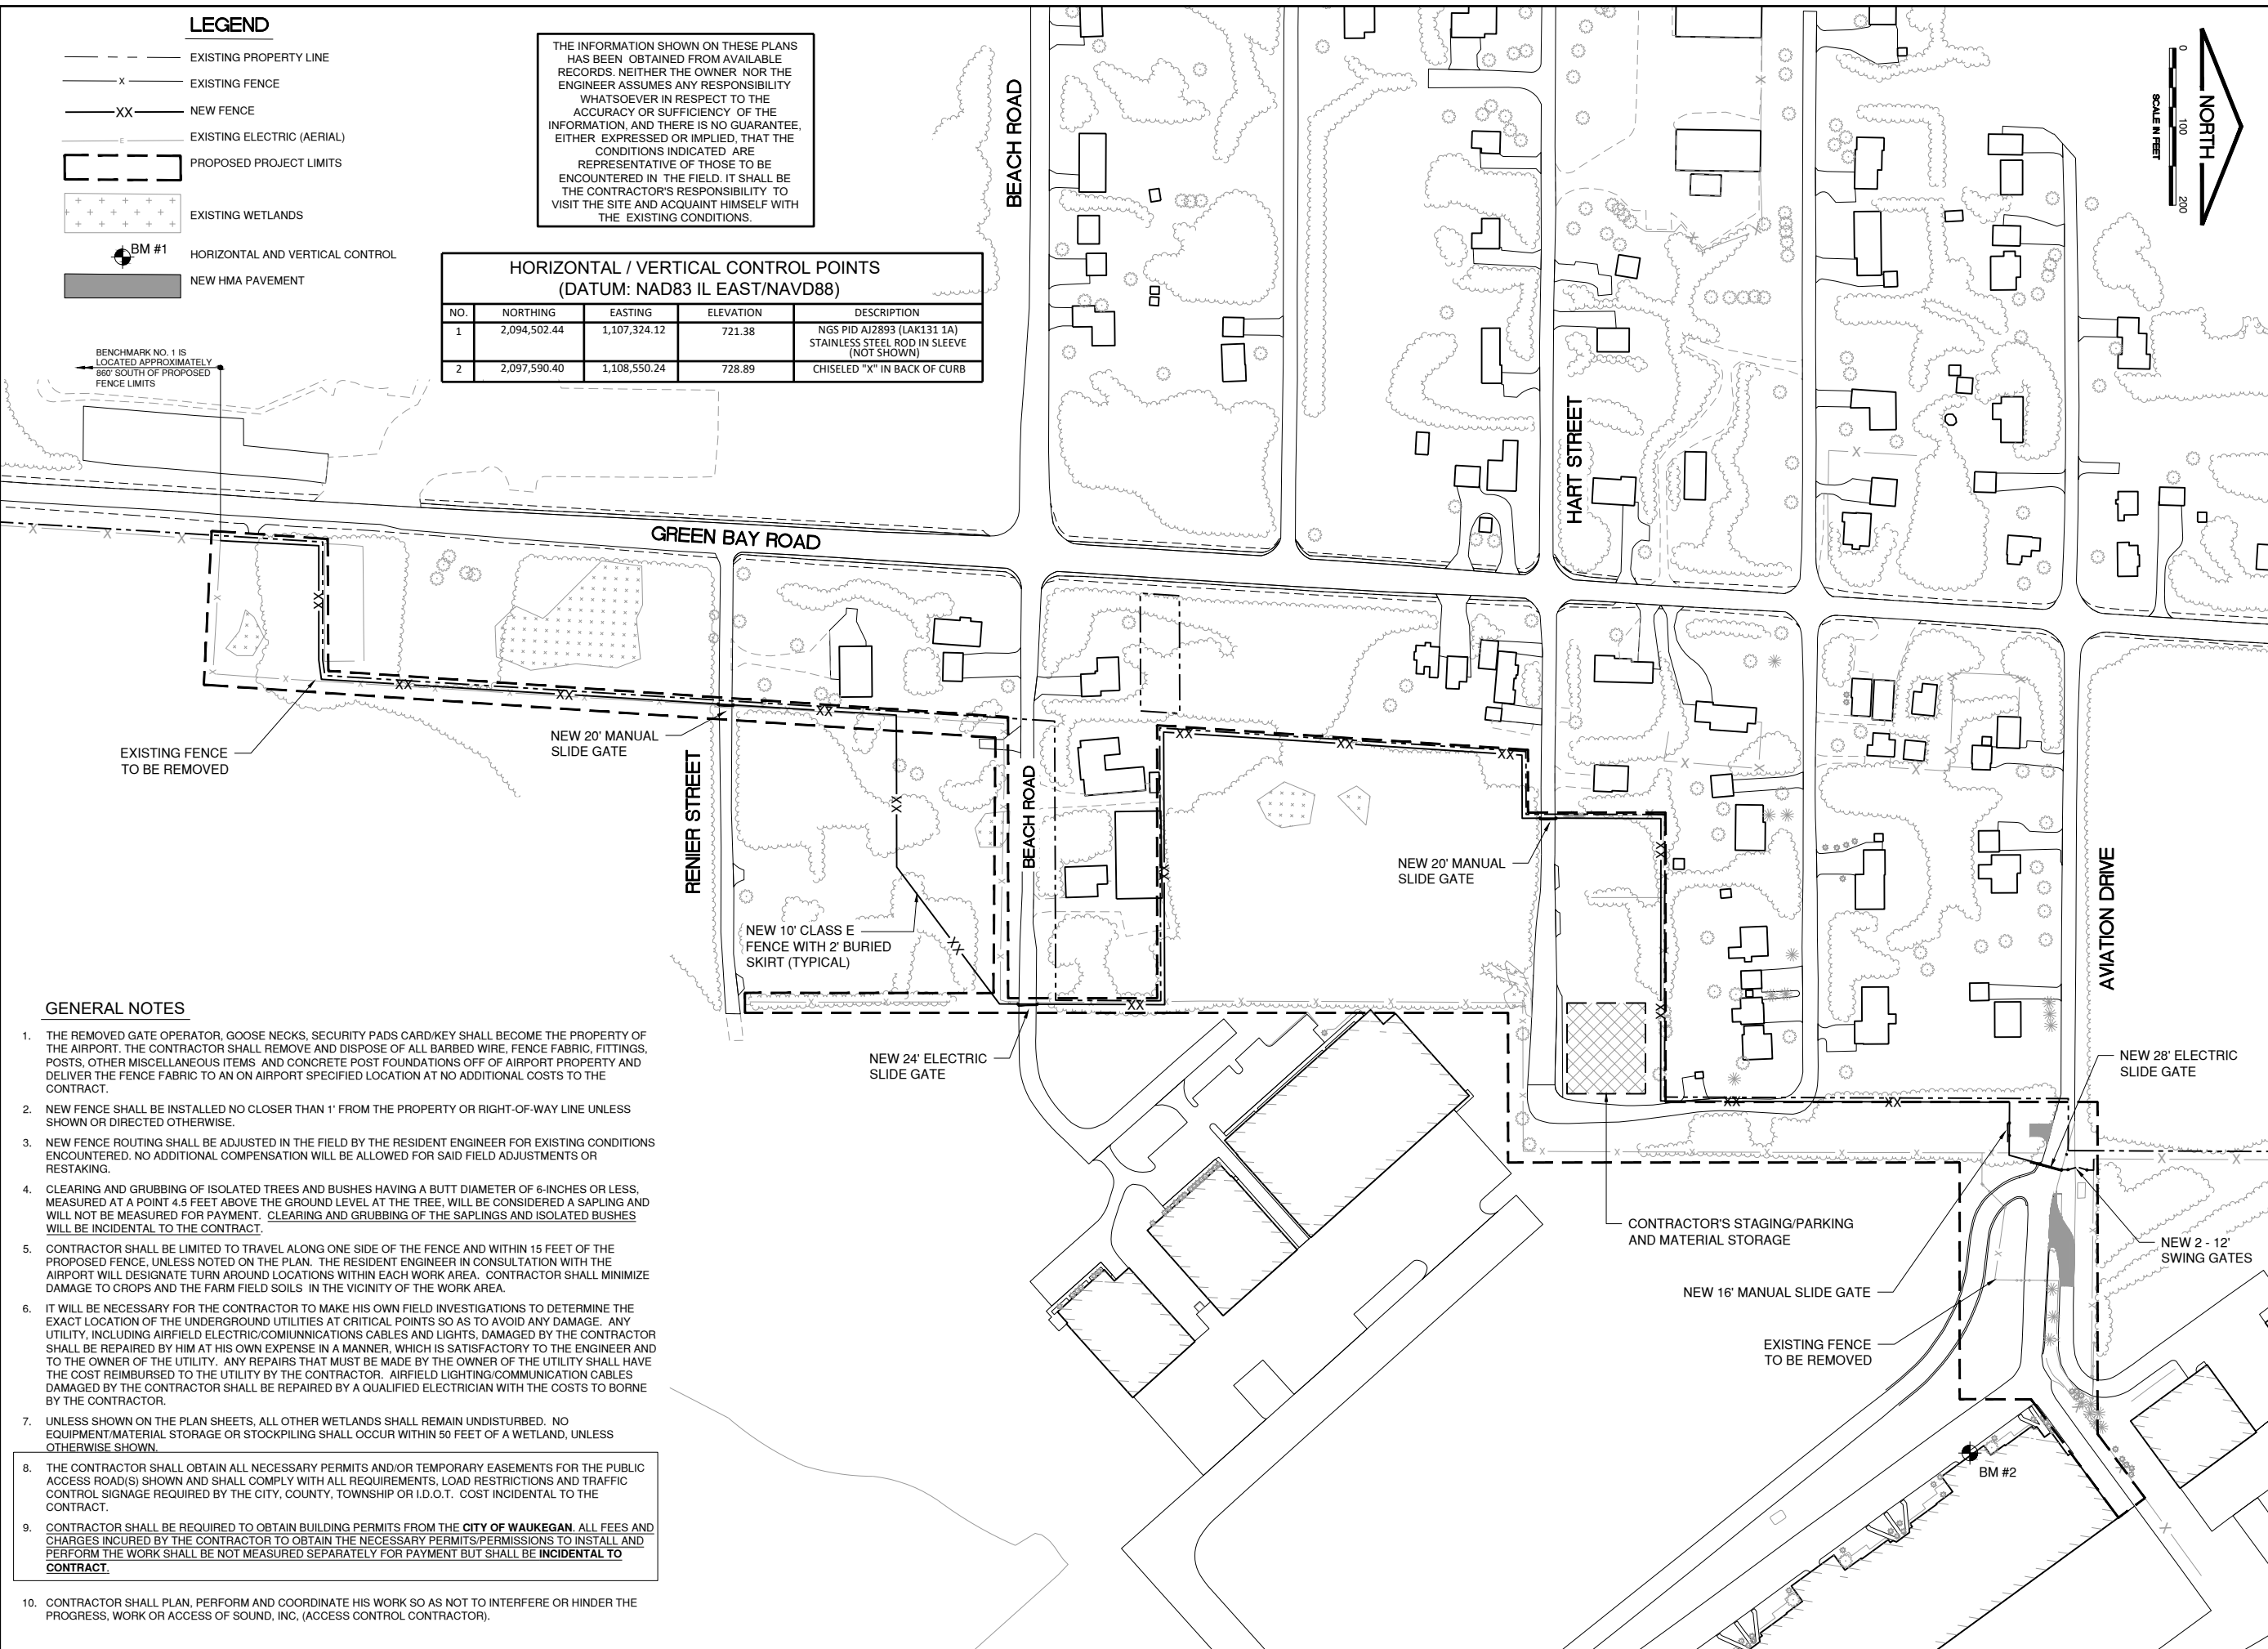 LEGEND
EXISTING PROPERTY LINE
X
EXISTING FENCE
XX
NEW FENCE
E
EXISTING ELECTRIC (AERIAL)
PROPOSED PROJECT LIMITS
EXISTING WETLANDS
BM #1
HORIZONTAL AND VERTICAL CONTROL
NEW HMA PAVEMENT
THE INFORMATION SHOWN ON THESE PLANS
HAS BEEN OBTAINED FROM AVAILABLE
RECORDS. NEITHER THE OWNER NOR THE
ENGINEER ASSUMES ANY RESPONSIBILITY
WHATSOEVER IN RESPECT TO THE
ACCURACY OR SUFFICIENCY OF THE
INFORMATION, AND THERE IS NO GUARANTEE,
EITHER EXPRESSED OR IMPLIED, THAT THE
CONDITIONS INDICATED ARE
REPRESENTATIVE OF THOSE TO BE
ENCOUNTERED IN THE FIELD. IT SHALL BE
THE CONTRACTOR'S RESPONSIBILITY TO
VISIT THE SITE AND ACQUAINT HIMSELF WITH
THE EXISTING CONDITIONS.
HORIZONTAL / VERTICAL CONTROL POINTS
(DATUM: NAD83 IL EAST/NAVD88)
NO. NORTHING EASTING ELEVATION DESCRIPTION
1 2,094,502.44 1,107,324.12 721.38 NGS PID AJ2893 (LAK131 1A)
STAINLESS STEEL ROD IN SLEEVE
(NOT SHOWN)
2 2,097,590.40 1,108,550.24 728.89 CHISELED "X" IN BACK OF CURB
BENCHMARK NO. 1 IS
LOCATED APPROXIMATELY
860' SOUTH OF PROPOSED
FENCE LIMITS
BEACH ROAD
HART STREET
NORTH
0 100 200
SCALE IN FEET
GREEN BAY ROAD
EXISTING FENCE
TO BE REMOVED
NEW 20' MANUAL
SLIDE GATE
RENIER STREET
BEACH ROAD
NEW 10' CLASS E
FENCE WITH 2' BURIED
SKIRT (TYPICAL)
NEW 24' ELECTRIC
SLIDE GATE
NEW 20' MANUAL
SLIDE GATE
AVIATION DRIVE
NEW 28' ELECTRIC
SLIDE GATE
CONTRACTOR'S STAGING/PARKING
AND MATERIAL STORAGE
NEW 2 - 12'
SWING GATES
NEW 16' MANUAL SLIDE GATE
EXISTING FENCE
TO BE REMOVED
BM #2
GENERAL NOTES
1. THE REMOVED GATE OPERATOR, GOOSE NECKS, SECURITY PADS CARD/KEY SHALL BECOME THE PROPERTY OF
THE AIRPORT. THE CONTRACTOR SHALL REMOVE AND DISPOSE OF ALL BARBED WIRE, FENCE FABRIC, FITTINGS,
POSTS, OTHER MISCELLANEOUS ITEMS AND CONCRETE POST FOUNDATIONS OFF OF AIRPORT PROPERTY AND
DELIVER THE FENCE FABRIC TO AN ON AIRPORT SPECIFIED LOCATION AT NO ADDITIONAL COSTS TO THE
CONTRACT.
2. NEW FENCE SHALL BE INSTALLED NO CLOSER THAN 1' FROM THE PROPERTY OR RIGHT-OF-WAY LINE UNLESS
SHOWN OR DIRECTED OTHERWISE.
3. NEW FENCE ROUTING SHALL BE ADJUSTED IN THE FIELD BY THE RESIDENT ENGINEER FOR EXISTING CONDITIONS
ENCOUNTERED. NO ADDITIONAL COMPENSATION WILL BE ALLOWED FOR SAID FIELD ADJUSTMENTS OR
RESTAKING.
4. CLEARING AND GRUBBING OF ISOLATED TREES AND BUSHES HAVING A BUTT DIAMETER OF 6-INCHES OR LESS,
MEASURED AT A POINT 4.5 FEET ABOVE THE GROUND LEVEL AT THE TREE, WILL BE CONSIDERED A SAPLING AND
WILL NOT BE MEASURED FOR PAYMENT. CLEARING AND GRUBBING OF THE SAPLINGS AND ISOLATED BUSHES
WILL BE INCIDENTAL TO THE CONTRACT.
5. CONTRACTOR SHALL BE LIMITED TO TRAVEL ALONG ONE SIDE OF THE FENCE AND WITHIN 15 FEET OF THE
PROPOSED FENCE, UNLESS NOTED ON THE PLAN. THE RESIDENT ENGINEER IN CONSULTATION WITH THE
AIRPORT WILL DESIGNATE TURN AROUND LOCATIONS WITHIN EACH WORK AREA. CONTRACTOR SHALL MINIMIZE
DAMAGE TO CROPS AND THE FARM FIELD SOILS IN THE VICINITY OF THE WORK AREA.
6. IT WILL BE NECESSARY FOR THE CONTRACTOR TO MAKE HIS OWN FIELD INVESTIGATIONS TO DETERMINE THE
EXACT LOCATION OF THE UNDERGROUND UTILITIES AT CRITICAL POINTS SO AS TO AVOID ANY DAMAGE. ANY
UTILITY, INCLUDING AIRFIELD ELECTRIC/COMIUNNICATIONS CABLES AND LIGHTS, DAMAGED BY THE CONTRACTOR
SHALL BE REPAIRED BY HIM AT HIS OWN EXPENSE IN A MANNER, WHICH IS SATISFACTORY TO THE ENGINEER AND
TO THE OWNER OF THE UTILITY. ANY REPAIRS THAT MUST BE MADE BY THE OWNER OF THE UTILITY SHALL HAVE
THE COST REIMBURSED TO THE UTILITY BY THE CONTRACTOR. AIRFIELD LIGHTING/COMMUNICATION CABLES
DAMAGED BY THE CONTRACTOR SHALL BE REPAIRED BY A QUALIFIED ELECTRICIAN WITH THE COSTS TO BORNE
BY THE CONTRACTOR.
7. UNLESS SHOWN ON THE PLAN SHEETS, ALL OTHER WETLANDS SHALL REMAIN UNDISTURBED. NO
EQUIPMENT/MATERIAL STORAGE OR STOCKPILING SHALL OCCUR WITHIN 50 FEET OF A WETLAND, UNLESS
OTHERWISE SHOWN.
8. THE CONTRACTOR SHALL OBTAIN ALL NECESSARY PERMITS AND/OR TEMPORARY EASEMENTS FOR THE PUBLIC
ACCESS ROAD(S) SHOWN AND SHALL COMPLY WITH ALL REQUIREMENTS, LOAD RESTRICTIONS AND TRAFFIC
CONTROL SIGNAGE REQUIRED BY THE CITY, COUNTY, TOWNSHIP OR I.D.O.T. COST INCIDENTAL TO THE
CONTRACT.
9. CONTRACTOR SHALL BE REQUIRED TO OBTAIN BUILDING PERMITS FROM THE CITY OF WAUKEGAN. ALL FEES AND
CHARGES INCURED BY THE CONTRACTOR TO OBTAIN THE NECESSARY PERMITS/PERMISSIONS TO INSTALL AND
PERFORM THE WORK SHALL BE NOT MEASURED SEPARATELY FOR PAYMENT BUT SHALL BE INCIDENTAL TO
CONTRACT.
10. CONTRACTOR SHALL PLAN, PERFORM AND COORDINATE HIS WORK SO AS NOT TO INTERFERE OR HINDER THE
PROGRESS, WORK OR ACCESS OF SOUND, INC, (ACCESS CONTROL CONTRACTOR).